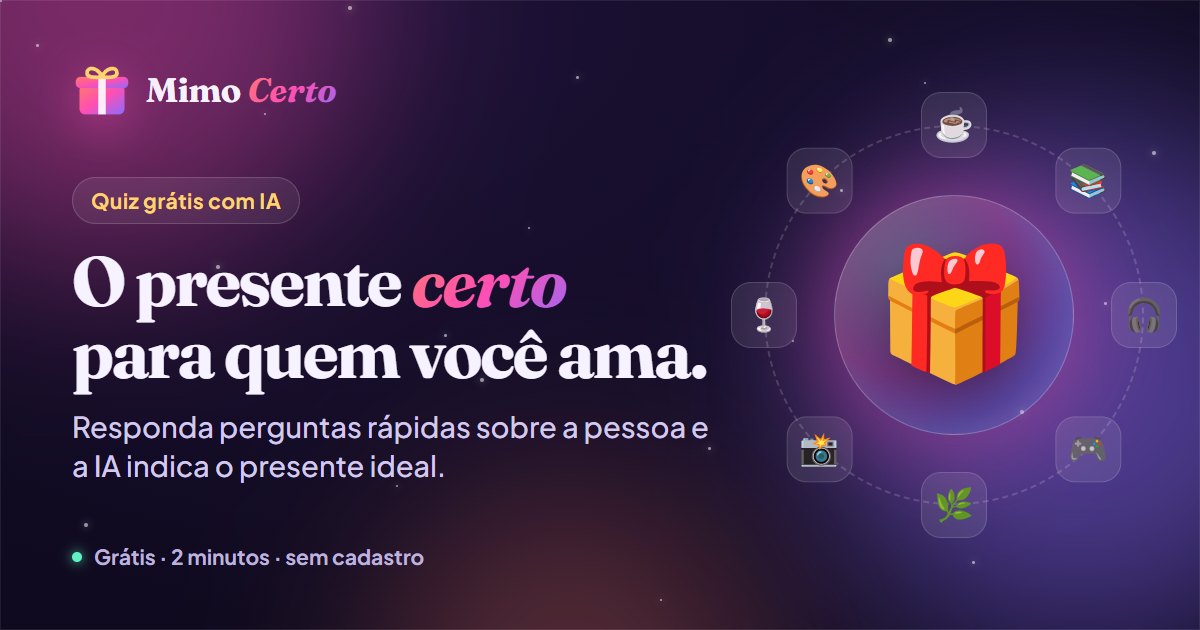 Mimo Certo
Quiz grátis com IA
O presente certo
para quem você ama.
Responda perguntas rápidas sobre a pessoa e
a IA indica o presente ideal.
Grátis · 2 minutos · sem cadastro